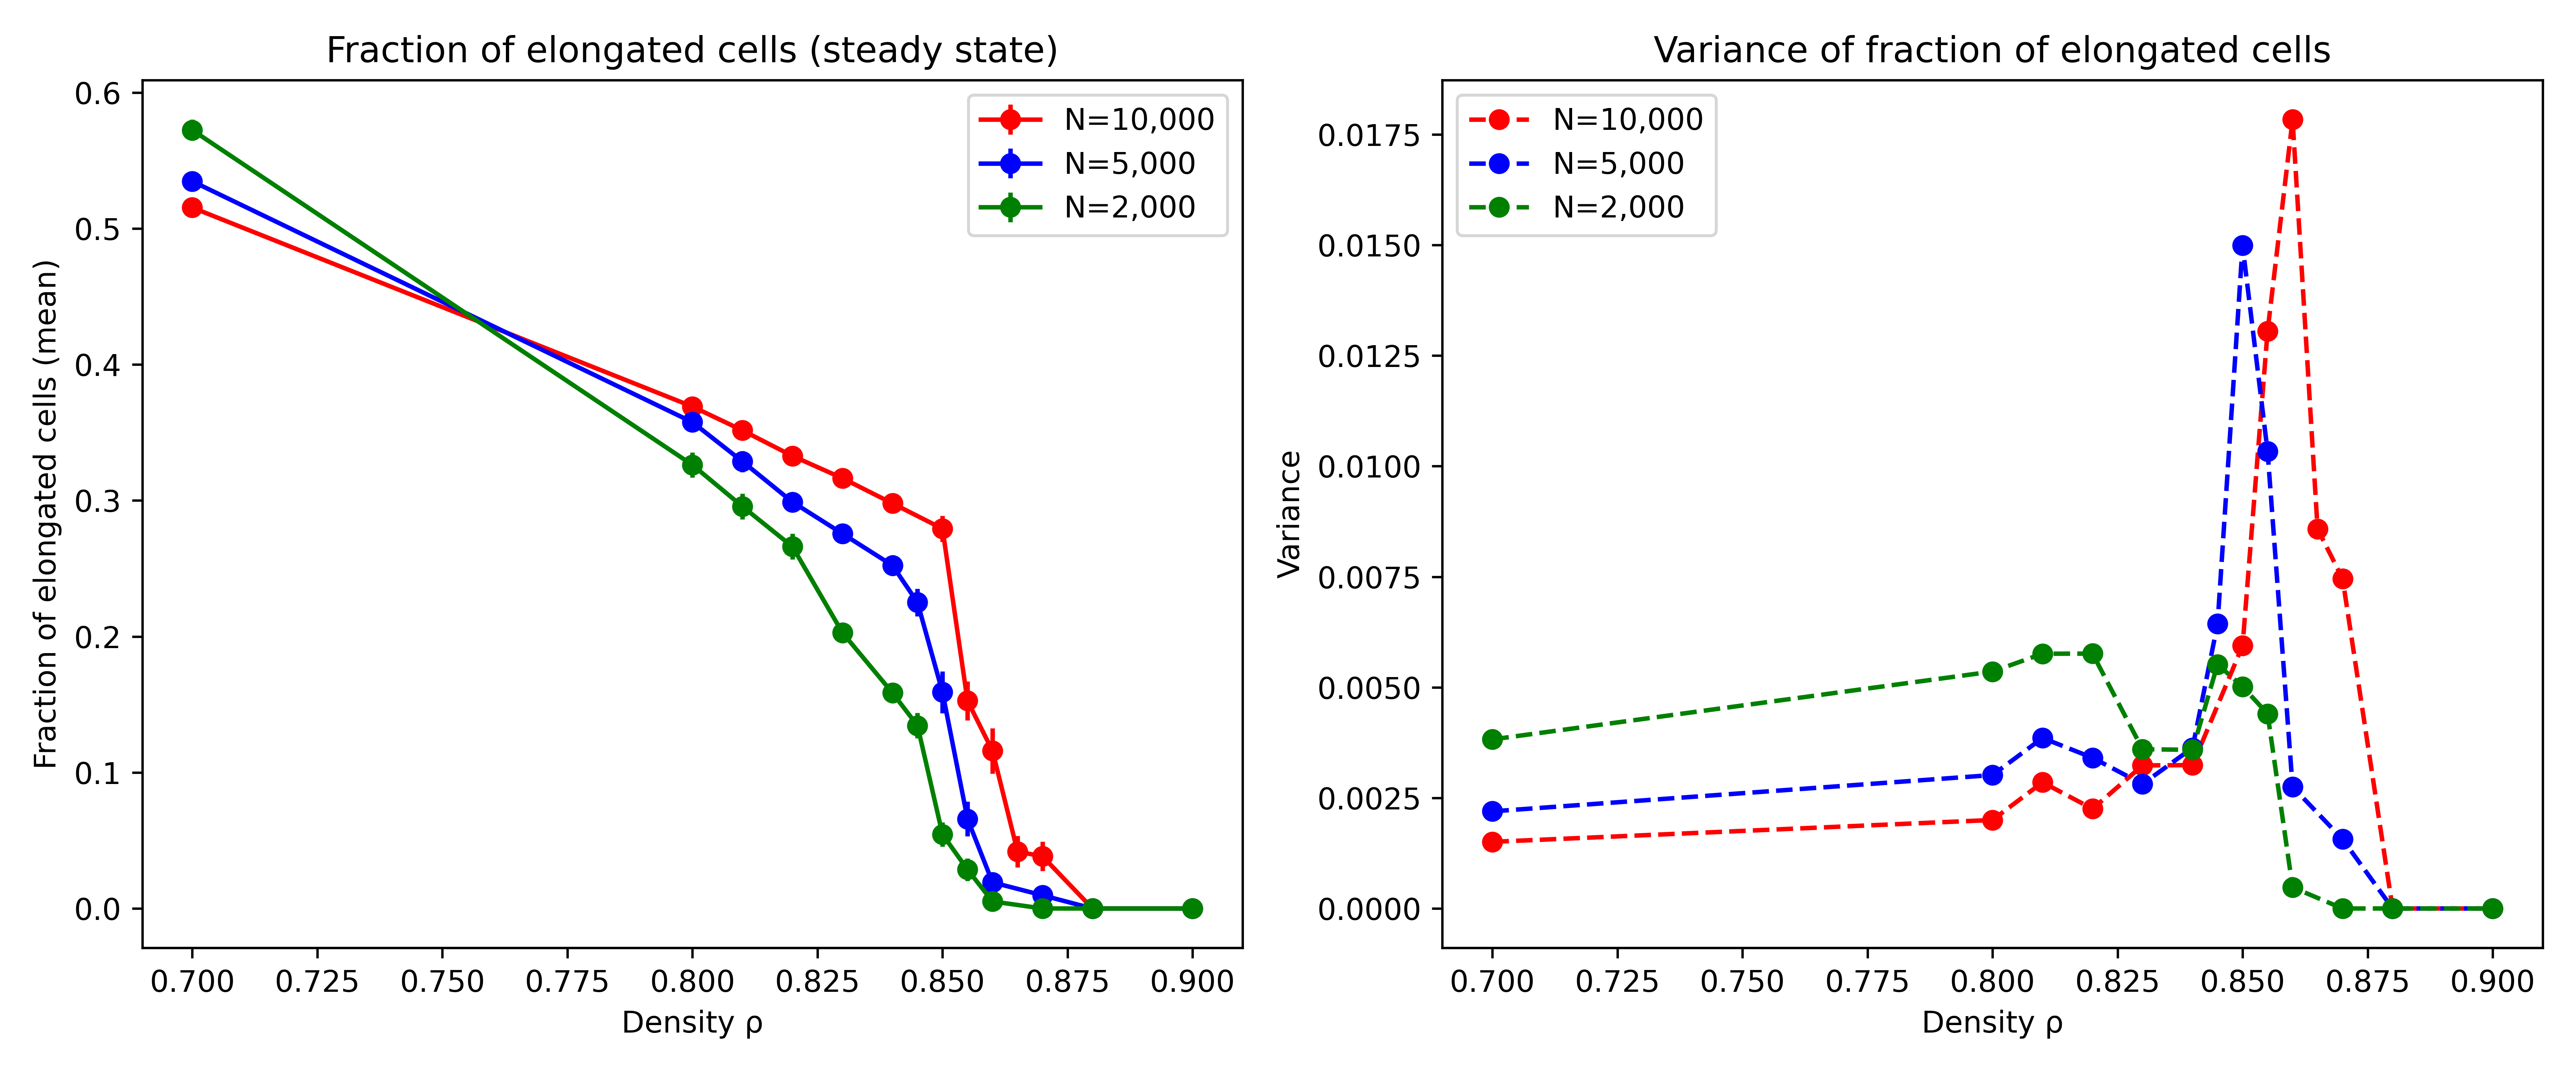 Fraction of elongated cells (steady state)
Fraction of elongated cells (mean)
0.6
0.5
0.4
0.3
0.2
0.1
0.0
N=10,000
N=5,000
N=2,000
0.700 0.725 0.750 0.775 0.800 0.825 0.850 0.875 0.900
Density ρ
Variance of fraction of elongated cells
Variance
0.0175
0.0150
0.0125
0.0100
0.0075
0.0050
0.0025
0.0000
N=10,000
N=5,000
N=2,000
0.700 0.725 0.750 0.775 0.800 0.825 0.850 0.875 0.900
Density ρ